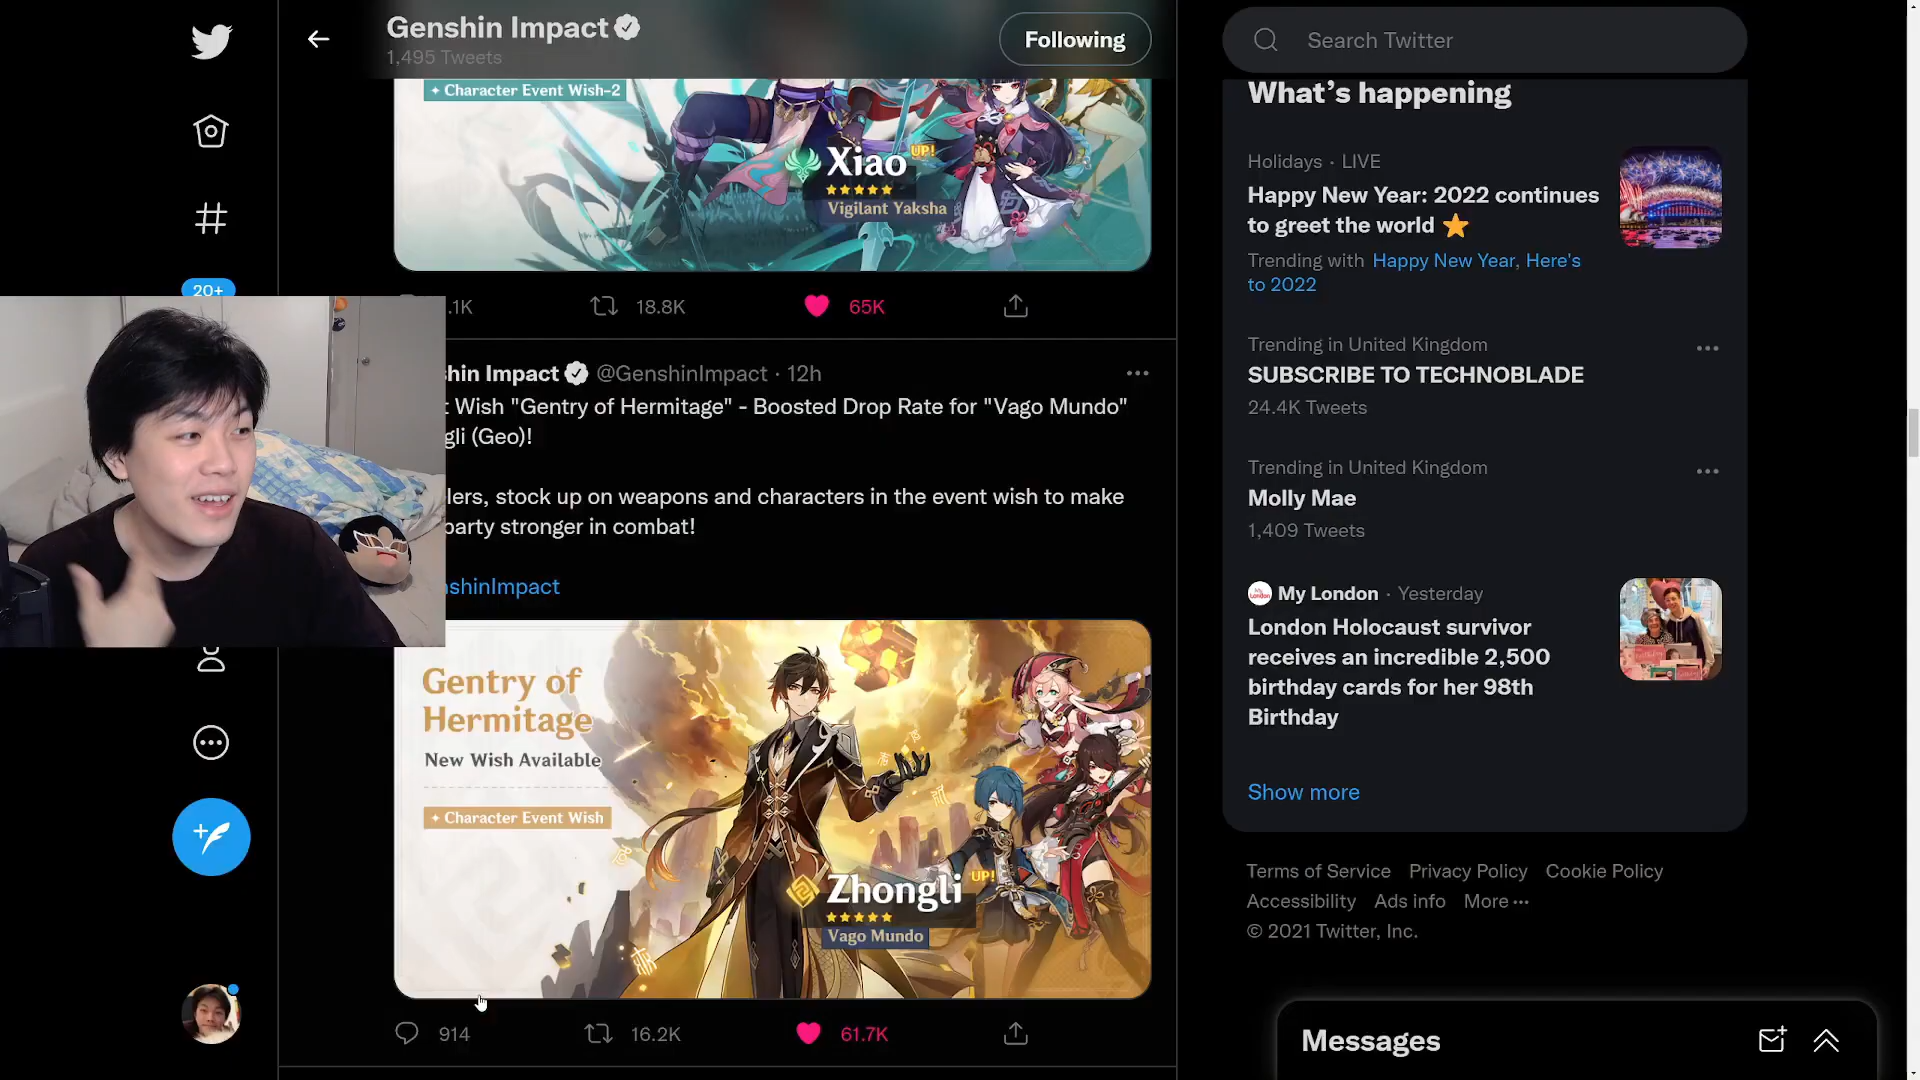 Genshin Impact
1,495 Tweets
Following
Search Twitter
+ Character Event Wish-2
Xiao UP!
Vigilant Yaksha
20+
.1K
18.8K
65K
shin Impact @GenshinImpact · 12h
Wish "Gentry of Hermitage" - Boosted Drop Rate for "Vago Mundo"
gli (Geo)!
lers, stock up on weapons and characters in the event wish to make
party stronger in combat!
nshinImpact
Gentry of
Hermitage
New Wish Available
+ Character Event Wish
Zhongli UP!
Vago Mundo
914
16.2K
61.7K
What's happening
Holidays · LIVE
Happy New Year: 2022 continues
to greet the world ⭐
Trending with Happy New Year, Here's
to 2022
Trending in United Kingdom
SUBSCRIBE TO TECHNOBLADE
24.4K Tweets
Trending in United Kingdom
Molly Mae
1,409 Tweets
My London · Yesterday
London Holocaust survivor
receives an incredible 2,500
birthday cards for her 98th
Birthday
Show more
Terms of Service Privacy Policy Cookie Policy
Accessibility Ads info More ···
© 2021 Twitter, Inc.
Messages